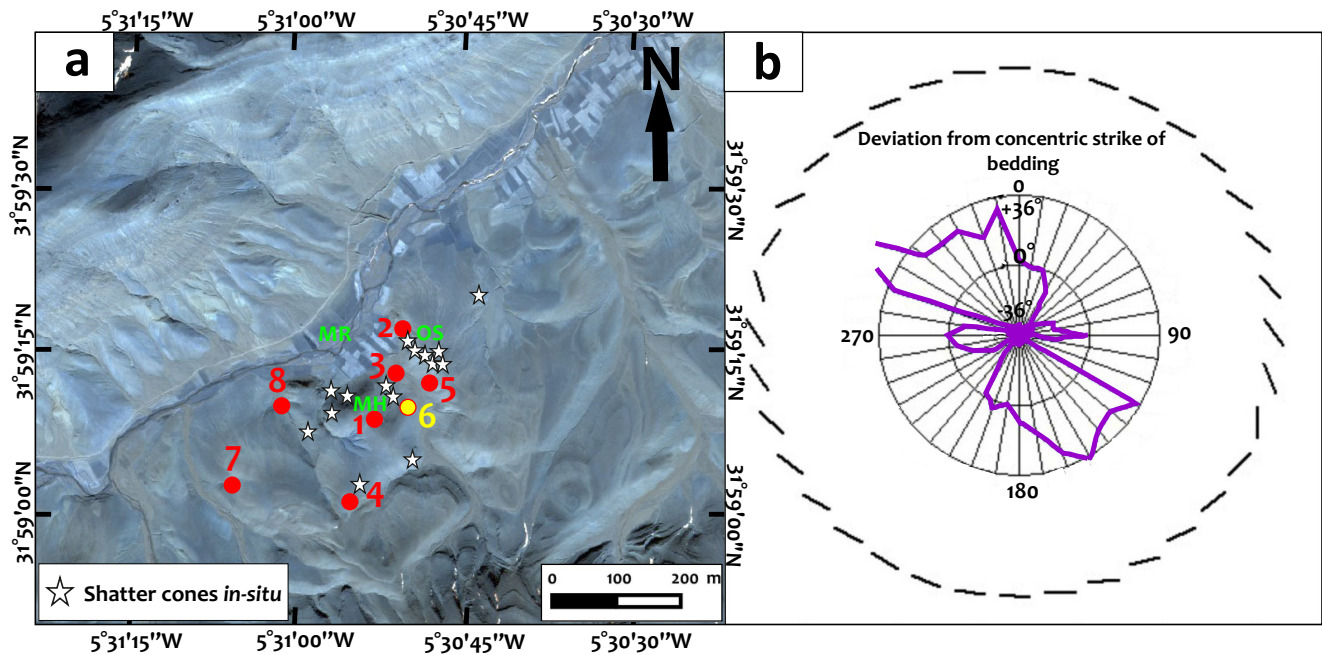 5°31'15''W 5°31'00''W 5°30'45''W 5°30'30''W
a
N
b
31°59'30''N
31°59'30''N
31°59'15''N
31°59'15''N
31°59'00''N
31°59'00''N
MR
2
OS
3
5
8
MH
1
6
7
4
Shatter cones in-situ
0 100 200 m
5°31'15''W 5°31'00''W 5°30'45''W 5°30'30''W
Deviation from concentric strike of
bedding
0
+36°
0°
-36°
270
90
180